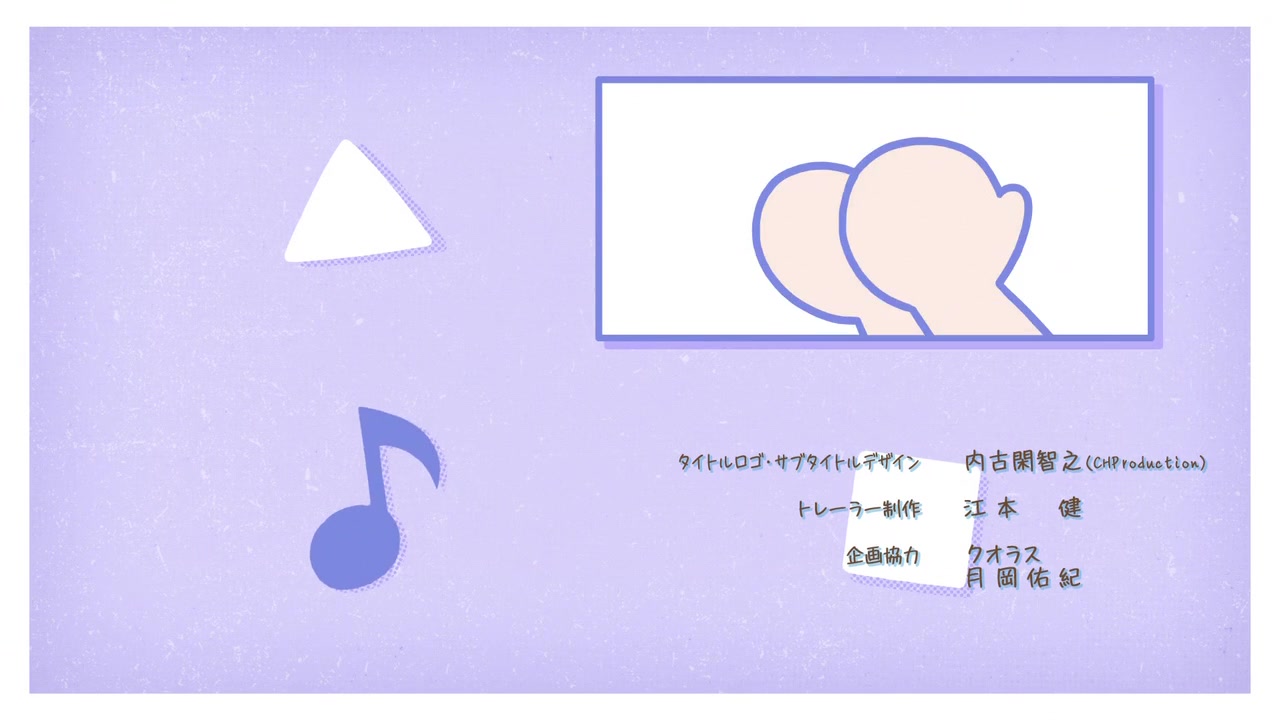 タイトルロゴ・サブタイトルデザイン 内古閑智之(CHProduction)
トレーラー制作 江本 健
企画協力 クオラス
月岡佑紀